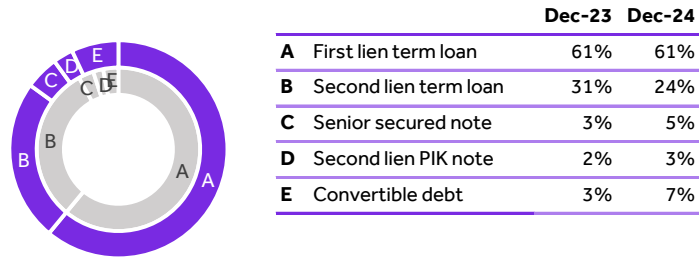 Dec-23 Dec-24
A First lien term loan 61% 61%
B Second lien term loan 31% 24%
C Senior secured note 3% 5%
D Second lien PIK note 2% 3%
E Convertible debt 3% 7%
E
D
C
B
A
E
D
C
B
A